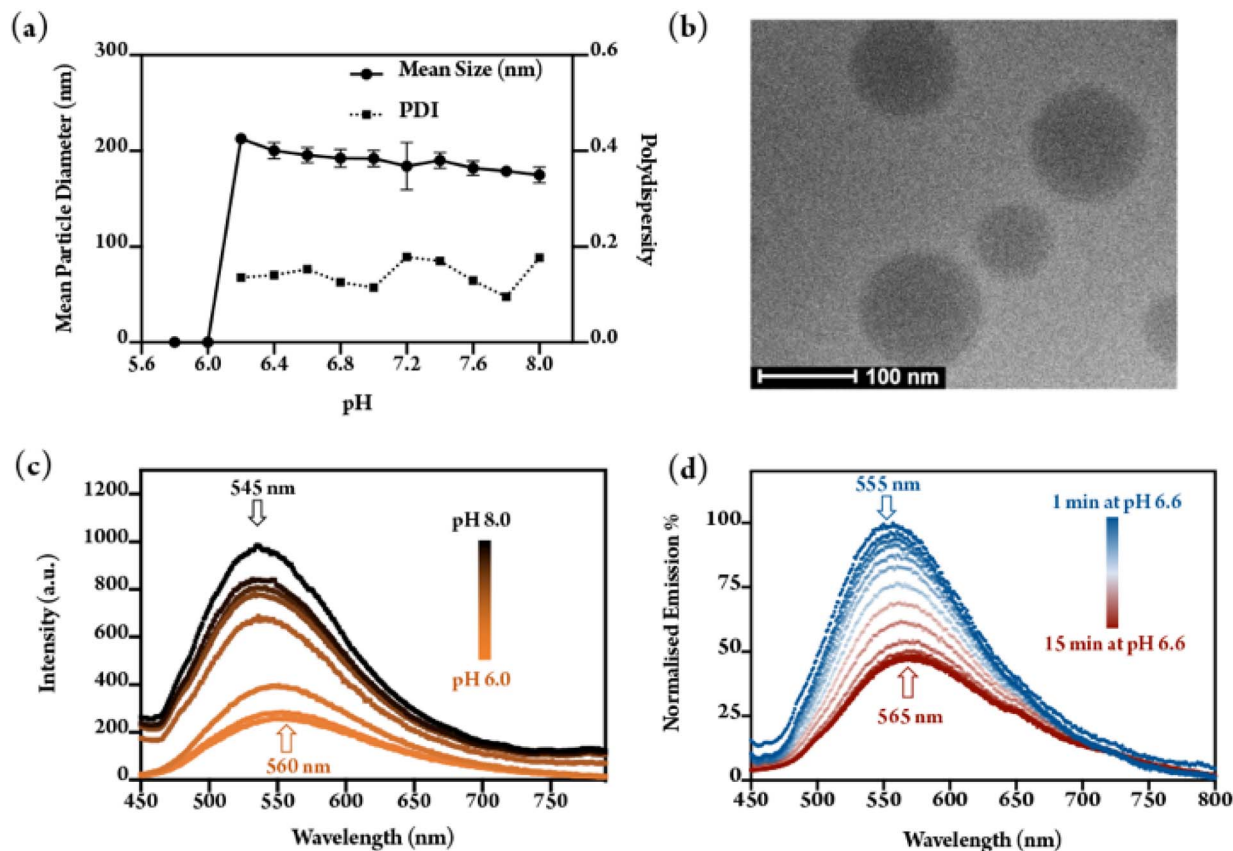 (a)
Mean Size (nm)
PDI
Mean Particle Diameter (nm)
300
200
100
0
0.6
0.4
0.2
0.0
Polydispersity
5.6 6.0 6.4 6.8 7.2 7.6 8.0
pH
(b)
100 nm
(c)
545 nm
pH 8.0
pH 6.0
560 nm
Intensity (a.u.)
1200
1000
800
600
400
200
0
450 500 550 600 650 700 750
Wavelength (nm)
(d)
555 nm
1 min at pH 6.6
15 min at pH 6.6
565 nm
Normalised Emission %
100
75
50
25
0
450 500 550 600 650 700 750 800
Wavelength (nm)